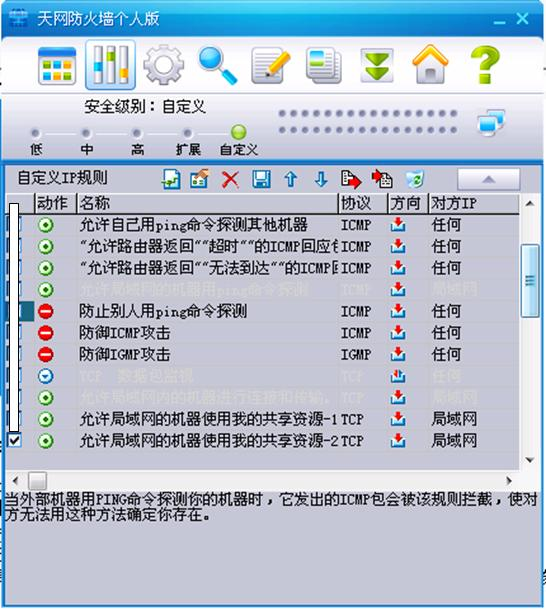 天网防火墙个人版
安全级别：自定义
低 中 高 扩展 自定义
自定义IP规则
动作 名称 协议 方向 对方IP
允许自己用ping命令探测其他机器 ICMP 任何
"允许路由器返回""超时""的ICMP回应包 ICMP 任何
"允许路由器返回""无法到达""的ICMP ICMP 任何
允许局域网的机器用ping命令探测 ICMP 局域网
防止别人用ping命令探测 ICMP 任何
防御ICMP攻击 ICMP 任何
防御IGMP攻击 IGMP 任何
TCP 数据包监视 TCP 任何
允许局域网内的机器进行连接和传输。 TCP 局域网
允许局域网的机器使用我的共享资源-1 TCP 局域网
允许局域网的机器使用我的共享资源-2 TCP 局域网
当外部机器用PING命令探测你的机器时，它发出的ICMP包会被该规则拦截，使对
方无法用这种方法确定你存在。